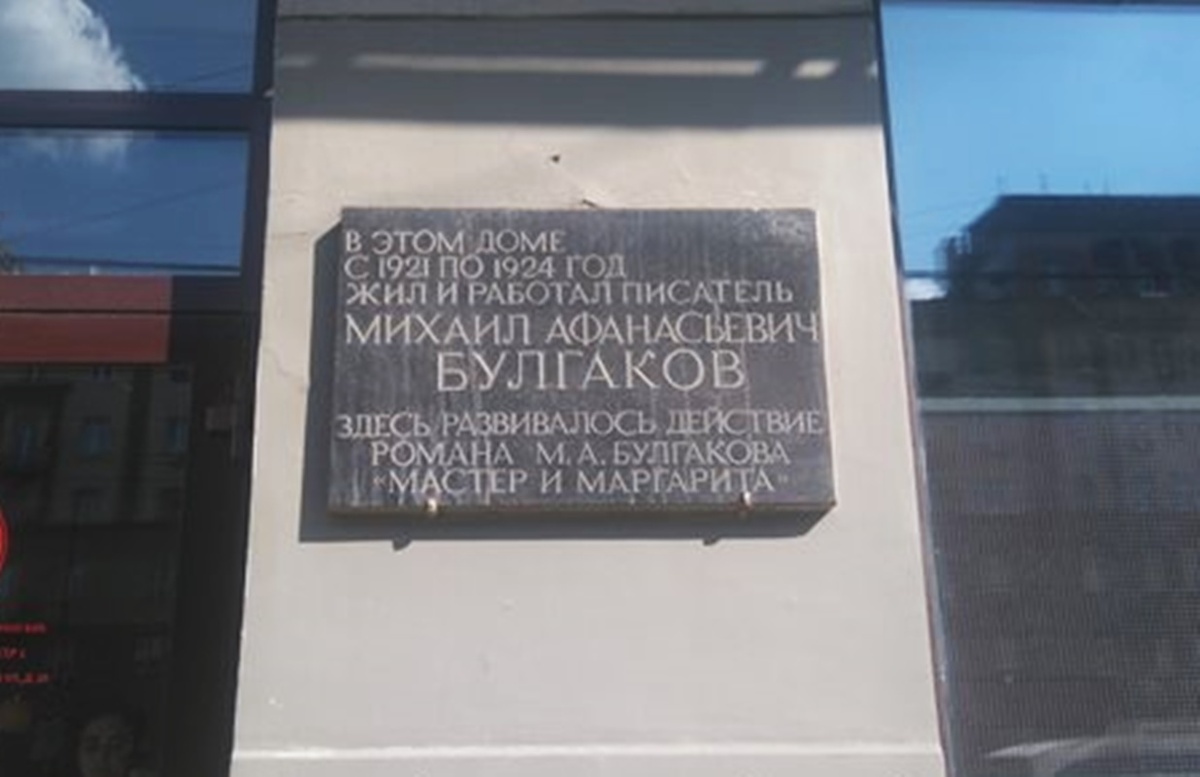 В ЭТОМ ДОМЕ
С 1921 ПО 1924 ГОД
ЖИЛ И РАБОТАЛ ПИСАТЕЛЬ
МИХАИЛ АФАНАСЬЕВИЧ
БУЛГАКОВ
ЗДЕСЬ РАЗВИВАЛОСЬ ДЕЙСТВИЕ
РОМАНА М. А. БУЛГАКОВА
«МАСТЕР И МАРГАРИТА"